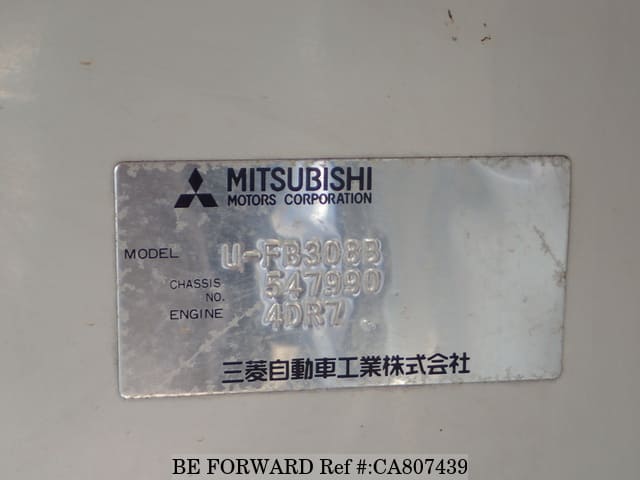 MITSUBISHI
MOTORS CORPORATION
MODEL U-FB308B
CHASSIS NO. 547990
ENGINE 4DR7
三菱自動車工業株式会社
BE FORWARD Ref #:CA807439